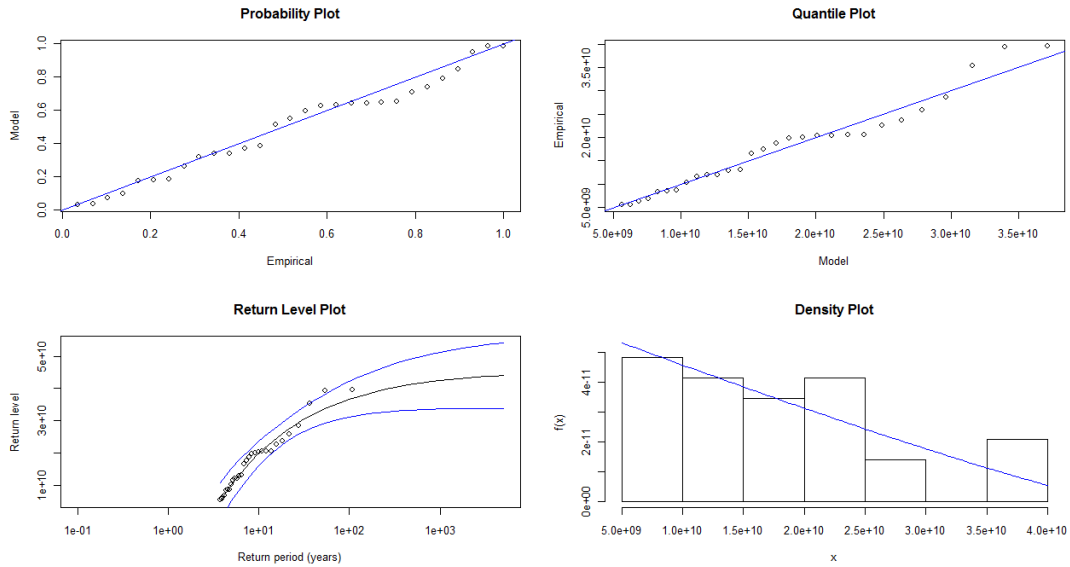 Probability Plot
Model
0.0 0.2 0.4 0.6 0.8 1.0
0.0 0.2 0.4 0.6 0.8 1.0
Empirical
Quantile Plot
Empirical
5.0e+09 2.0e+10 3.5e+10
5.0e+09 1.0e+10 1.5e+10 2.0e+10 2.5e+10 3.0e+10 3.5e+10
Model
Return Level Plot
Return level
1e+10 3e+10 5e+10
1e-01 1e+00 1e+01 1e+02 1e+03
Return period (years)
Density Plot
f(x)
0e+00 2e-11 4e-11
5.0e+09 1.0e+10 1.5e+10 2.0e+10 2.5e+10 3.0e+10 3.5e+10 4.0e+10
x